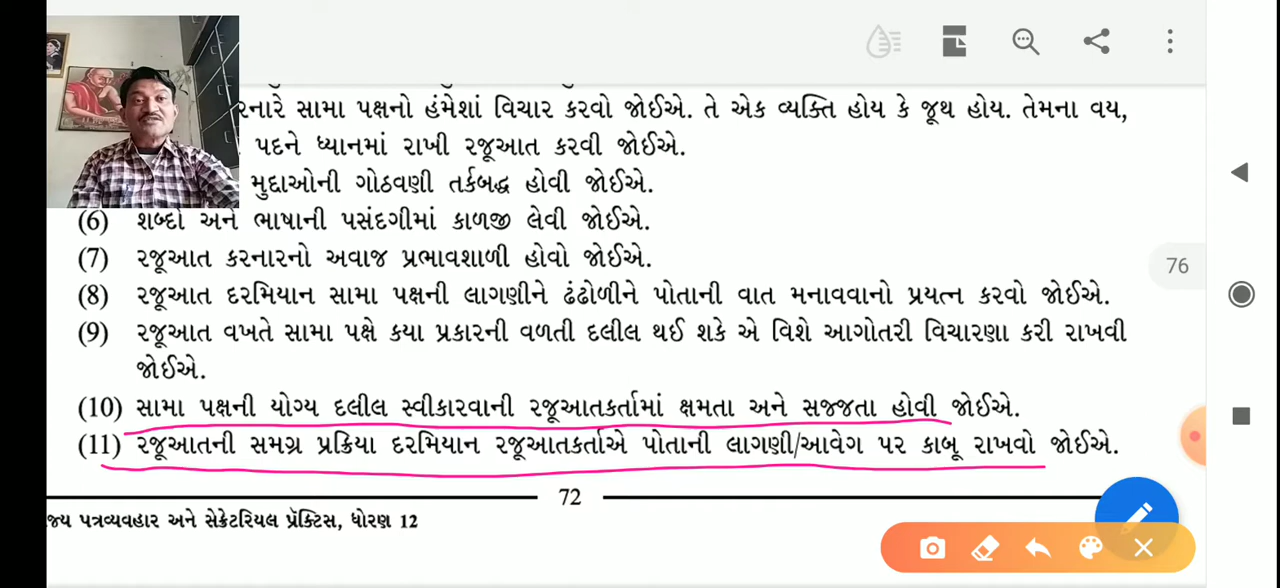 રનારે સામા પક્ષનો હંમેશાં વિચાર કરવો જોઈએ. તે એક વ્યક્તિ હોય કે જૂથ હોય. તેમના વય,
પદને ધ્યાનમાં રાખી રજૂઆત કરવી જોઈએ.
મુદ્દાઓની ગોઠવણી તર્કબદ્ધ હોવી જોઈએ.
(6) શબ્દો અને ભાષાની પસંદગીમાં કાળજી લેવી જોઈએ.
(7) રજૂઆત કરનારનો અવાજ પ્રભાવશાળી હોવો જોઈએ.
76
(8) રજૂઆત દરમિયાન સામા પક્ષની લાગણીને ઢંઢોળીને પોતાની વાત મનાવવાનો પ્રયત્ન કરવો જોઈએ.
(9) રજૂઆત વખતે સામા પક્ષે કયા પ્રકારની વળતી દલીલ થઈ શકે એ વિશે આગોતરી વિચારણા કરી રાખવી
જોઈએ.
(10) સામા પક્ષની યોગ્ય દલીલ સ્વીકારવાની રજૂઆતકર્તામાં ક્ષમતા અને સજ્જતા હોવી જોઈએ.
(11) રજૂઆતની સમગ્ર પ્રક્રિયા દરમિયાન રજૂઆતકર્તાએ પોતાની લાગણી/આવેગ પર કાબૂ રાખવો જોઈએ.
72
જ્ય પત્રવ્યવહાર અને સેક્રેટરિયલ પ્રૅક્ટિસ, ધોરણ 12